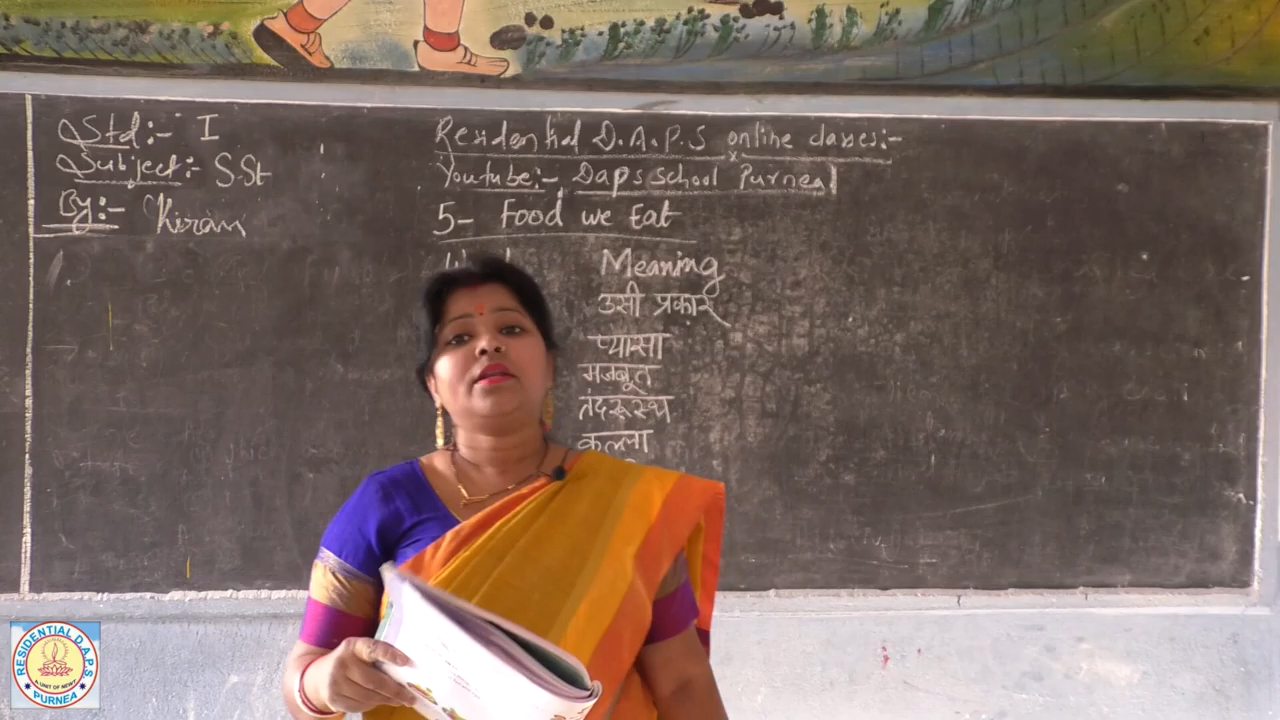 Std:- I
Subject:- S.St
By:- Kiran
Residential D.A.P.S online classes:-
Youtube:- Daps school Purnea
5- Food we Eat
Meaning
उसी प्रकार
प्यासा
मजबूत
तंदरूस्थ
कल्ला
RESIDENTIAL D.A.P.S
PURNEA